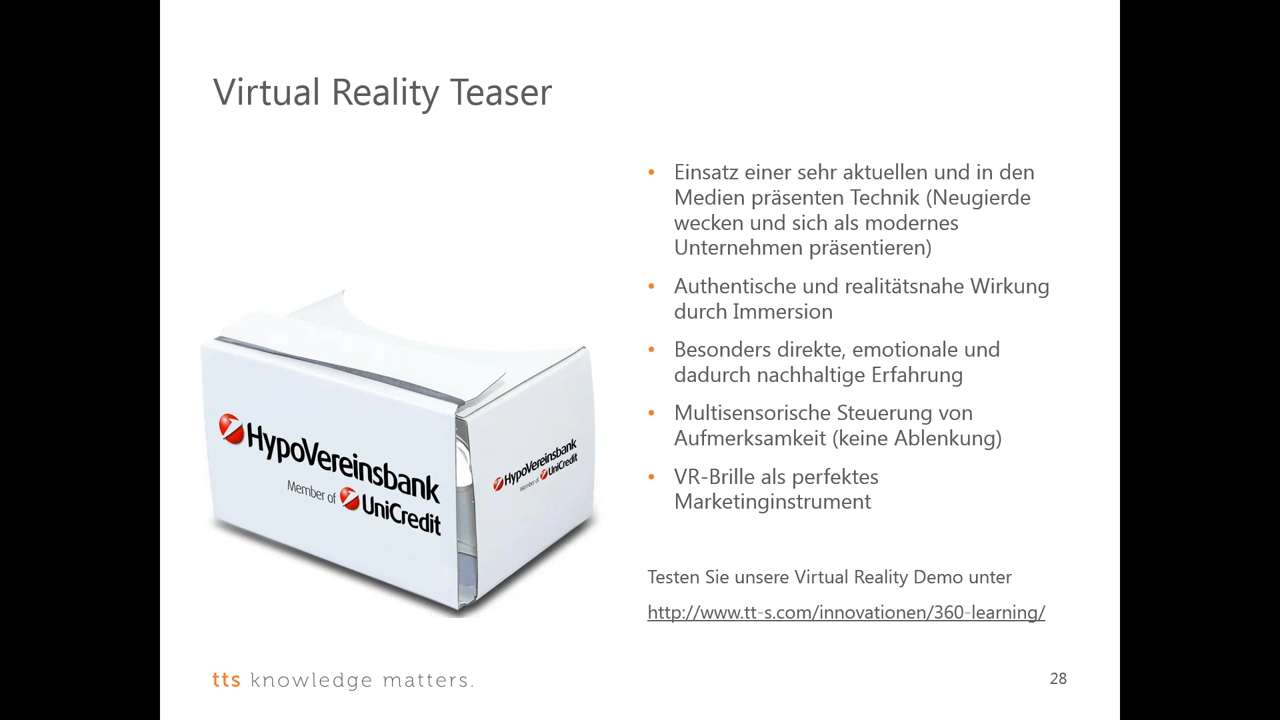 Virtual Reality Teaser
• Einsatz einer sehr aktuellen und in den
Medien präsenten Technik (Neugierde
wecken und sich als modernes
Unternehmen präsentieren)
• Authentische und realitätsnahe Wirkung
durch Immersion
• Besonders direkte, emotionale und
dadurch nachhaltige Erfahrung
• Multisensorische Steuerung von
Aufmerksamkeit (keine Ablenkung)
• VR-Brille als perfektes
Marketinginstrument
HypoVereinsbank
Member of UniCredit
HypoVereinsbank
Member of UniCredit
Testen Sie unsere Virtual Reality Demo unter
http://www.tt-s.com/innovationen/360-learning/
tts knowledge matters.
28